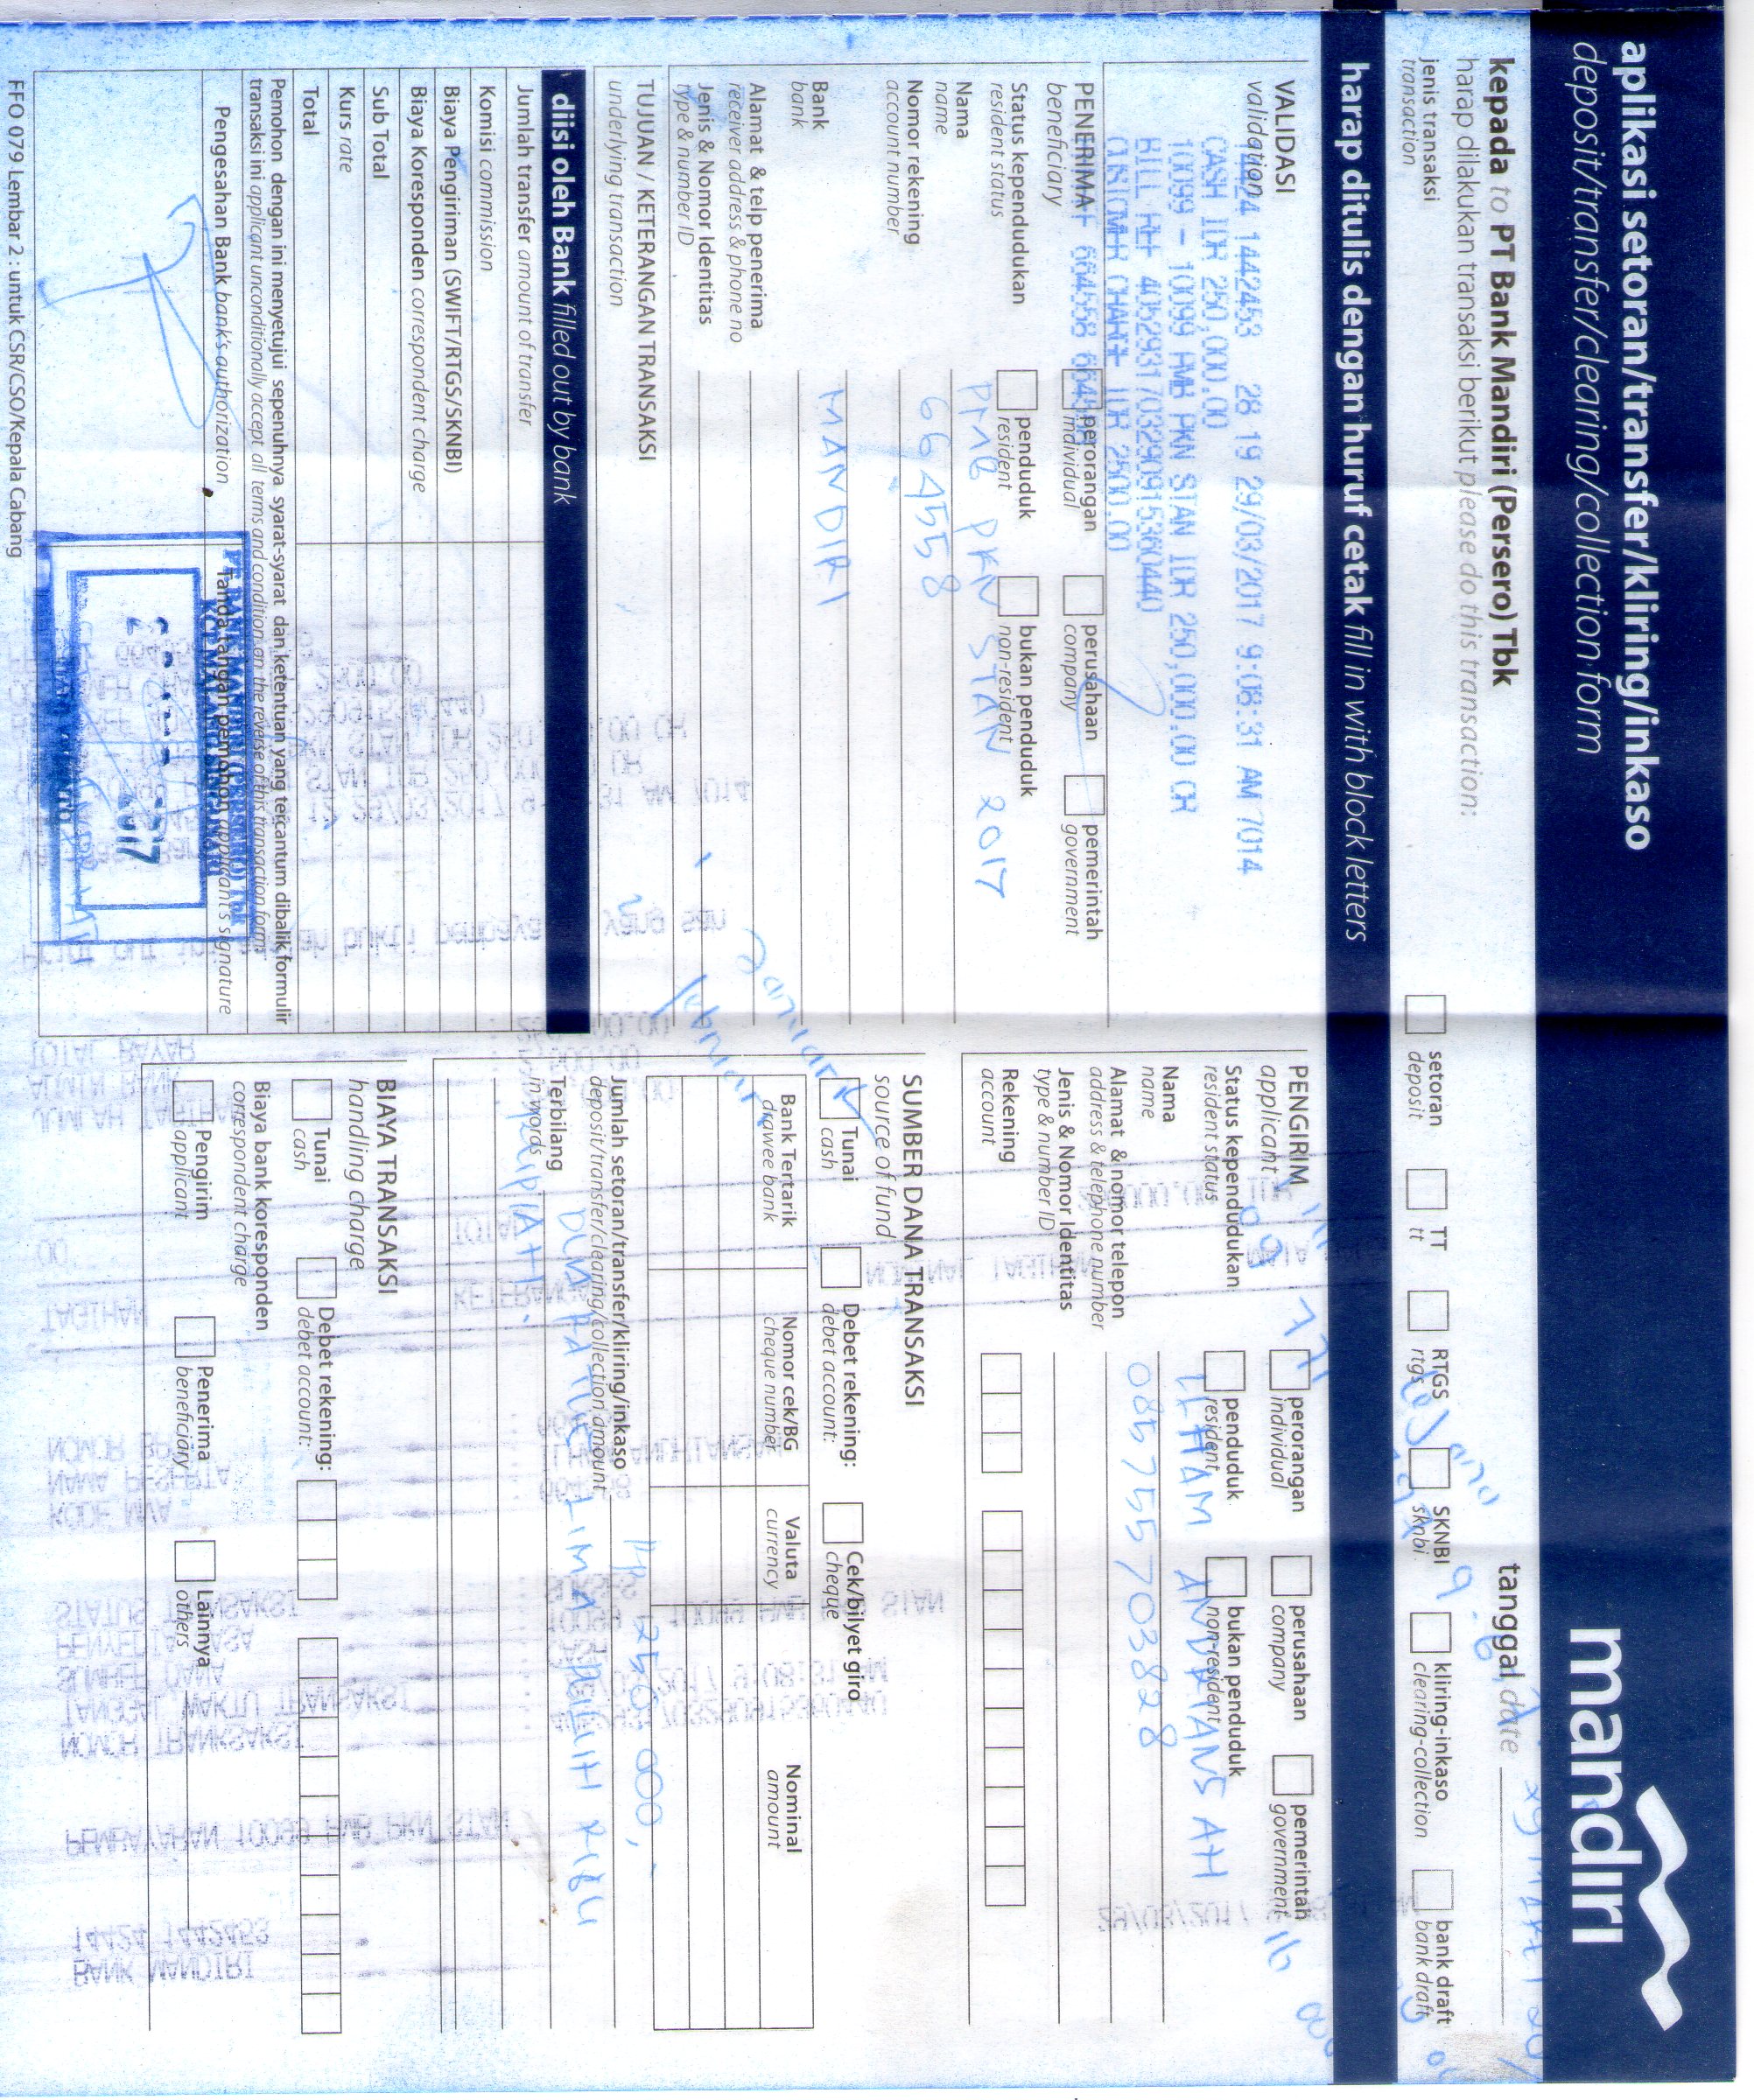 aplikasi setoran/transfer/kliring/inkaso
deposit/transfer/clearing/collection form
mandiri
kepada to PT Bank Mandiri (Persero) Tbk
tanggal date 29 MARET 201
harap dilakukan transaksi berikut please do this transaction:
jenis transaksi
transaction
setoran
deposit
TT
tt
RTGS
rtgs
SKNBI
sknbi
kliring-inkaso
clearing-collection
bank draft
bank draft
harap ditulis dengan huruf cetak fill in with block letters
VALIDASI
validation
14424 1442453 28 19 29/03/2017 9:08:31 AM 7014
CASH IDR 250,000.00
10099 - 10099 PMB PKN STAN IDR 250,000.00 CR
BILL REF 4052931703290915360440
CUSTOMER CHARGE IDR 2500.00
664558
PENERIMA
beneficiary
perorangan
individual
perusahaan
company
pemerintah
government
Status kependudukan
resident status
penduduk
resident
bukan penduduk
non-resident
Nama
name
PMB PKN STAN 2017
Nomor rekening
account number
664558
Bank
bank
MANDIRI
Alamat & telp penerima
receiver address & phone no
Jenis & Nomor Identitas
type & number ID
TUJUAN / KETERANGAN TRANSAKSI
underlying transaction
diisi oleh Bank filled out by bank
Jumlah transfer amount of transfer
Komisi commission
Biaya Pengiriman (SWIFT/RTGS/SKNBI)
Biaya Koresponden correspondent charge
Sub Total
Kurs rate
Total
Pemohon dengan ini menyetujui sepenuhnya syarat-syarat dan ketentuan yang tercantum dibalik formulir
transaksi ini applicant unconditionally accept all terms and condition on the reverse of this transaction form
Pengesahan Bank bank's authorization
Tanda tangan pemohon applicant's signature
PT BANK MANDIRI (PERSERO) Tbk
KCP MALANG SINGOSARI
2017
FFO 079 Lembar 2 : untuk CSR/CSO/Kepala Cabang
PENGIRIM
applicant
perorangan
individual
perusahaan
company
pemerintah
government
Status kependudukan
resident status
penduduk
resident
bukan penduduk
non-resident
Nama
name
ILHAM ANDRIANSAH
Alamat & nomor telepon
address & telephone number
085755703828
Jenis & Nomor Identitas
type & number ID
Rekening
account
SUMBER DANA TRANSAKSI
source of fund
Tunai
cash
Debet rekening:
debet account:
Cek/bilyet giro
cheque
Bank Tertarik
drawee bank
Nomor cek/BG
cheque number
Valuta
currency
Nominal
amount
Januari
februari
Jumlah setoran/transfer/kliring/inkaso
deposit/transfer/clearing/collection amount
Rp 250 000,-
Terbilang
in words
DUA RATUS LIMA PULUH RIBU
RUPIAH.
BIAYA TRANSAKSI
handling charge
Tunai
cash
Debet rekening:
debet account:
Biaya bank koresponden
correspondent charge
Pengirim
applicant
Penerima
beneficiary
Lainnya
others